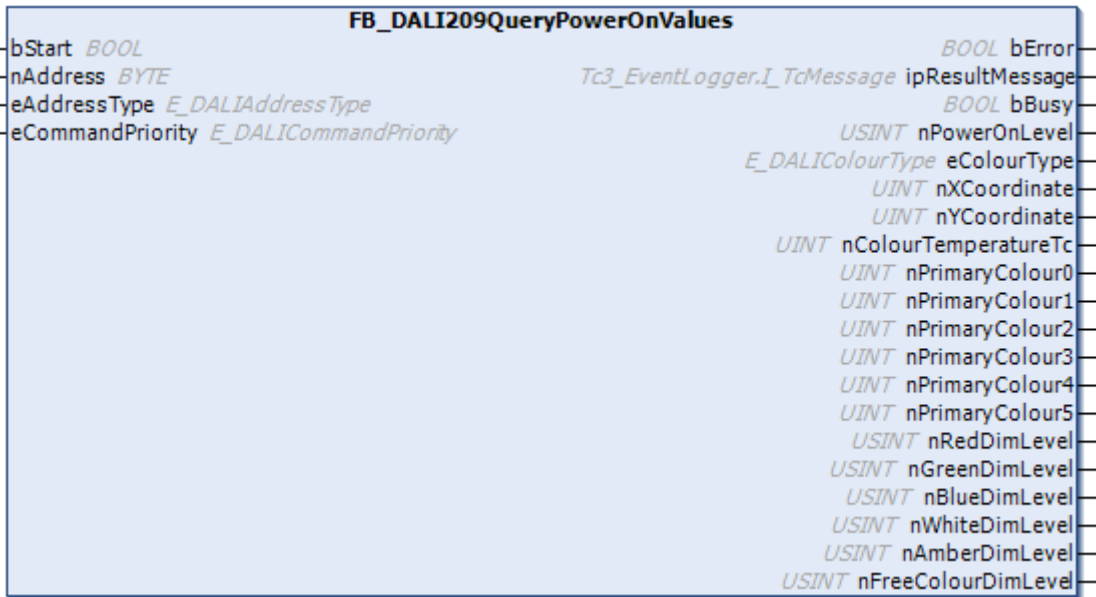 FB_DALI209QueryPowerOnValues
bStart BOOL BOOL bError
nAddress BYTE Tc3_EventLogger.I_TcMessage ipResultMessage
eAddressType E_DALIAddressType BOOL bBusy
eCommandPriority E_DALICommandPriority USINT nPowerOnLevel
E_DALIColourType eColourType
UINT nXCoordinate
UINT nYCoordinate
UINT nColourTemperatureTc
UINT nPrimaryColour0
UINT nPrimaryColour1
UINT nPrimaryColour2
UINT nPrimaryColour3
UINT nPrimaryColour4
UINT nPrimaryColour5
USINT nRedDimLevel
USINT nGreenDimLevel
USINT nBlueDimLevel
USINT nWhiteDimLevel
USINT nAmberDimLevel
USINT nFreeColourDimLevel